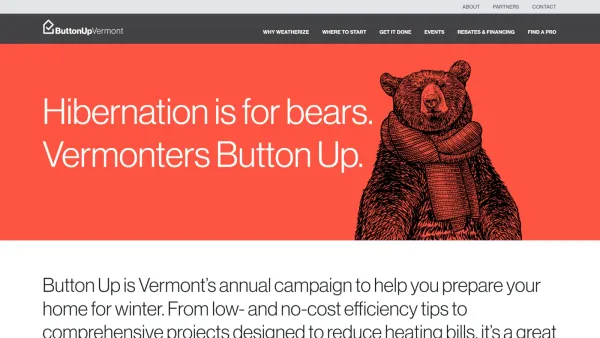 ABOUT PARTNERS CONTACT
ButtonUpVermont WHY WEATHERIZE WHERE TO START GET IT DONE EVENTS REBATES & FINANCING FIND A PRO
Hibernation is for bears.
Vermonters Button Up.
Button Up is Vermont’s annual campaign to help you prepare your
home for winter. From low- and no-cost efficiency tips to
comprehensive projects designed to reduce heating bills, it’s a great